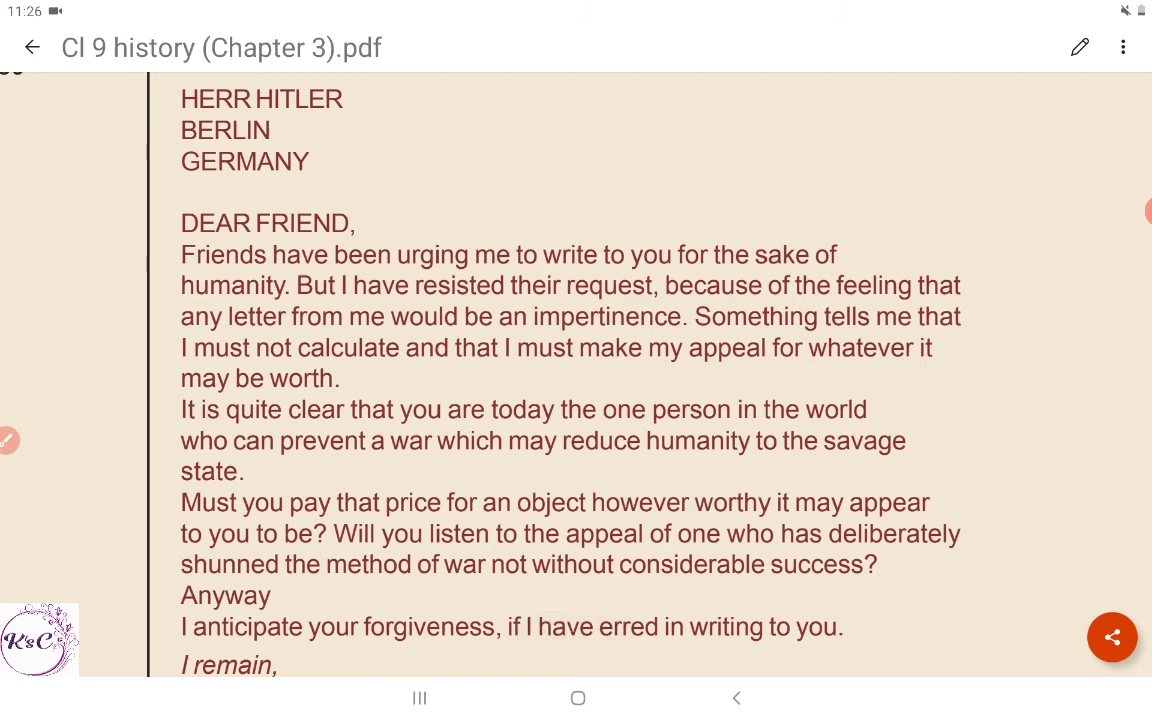 11:26
Cl 9 history (Chapter 3).pdf
HERR HITLER
BERLIN
GERMANY
DEAR FRIEND,
Friends have been urging me to write to you for the sake of
humanity. But I have resisted their request, because of the feeling that
any letter from me would be an impertinence. Something tells me that
I must not calculate and that I must make my appeal for whatever it
may be worth.
It is quite clear that you are today the one person in the world
who can prevent a war which may reduce humanity to the savage
state.
Must you pay that price for an object however worthy it may appear
to you to be? Will you listen to the appeal of one who has deliberately
shunned the method of war not without considerable success?
Anyway
I anticipate your forgiveness, if I have erred in writing to you.
K's C
I remain,